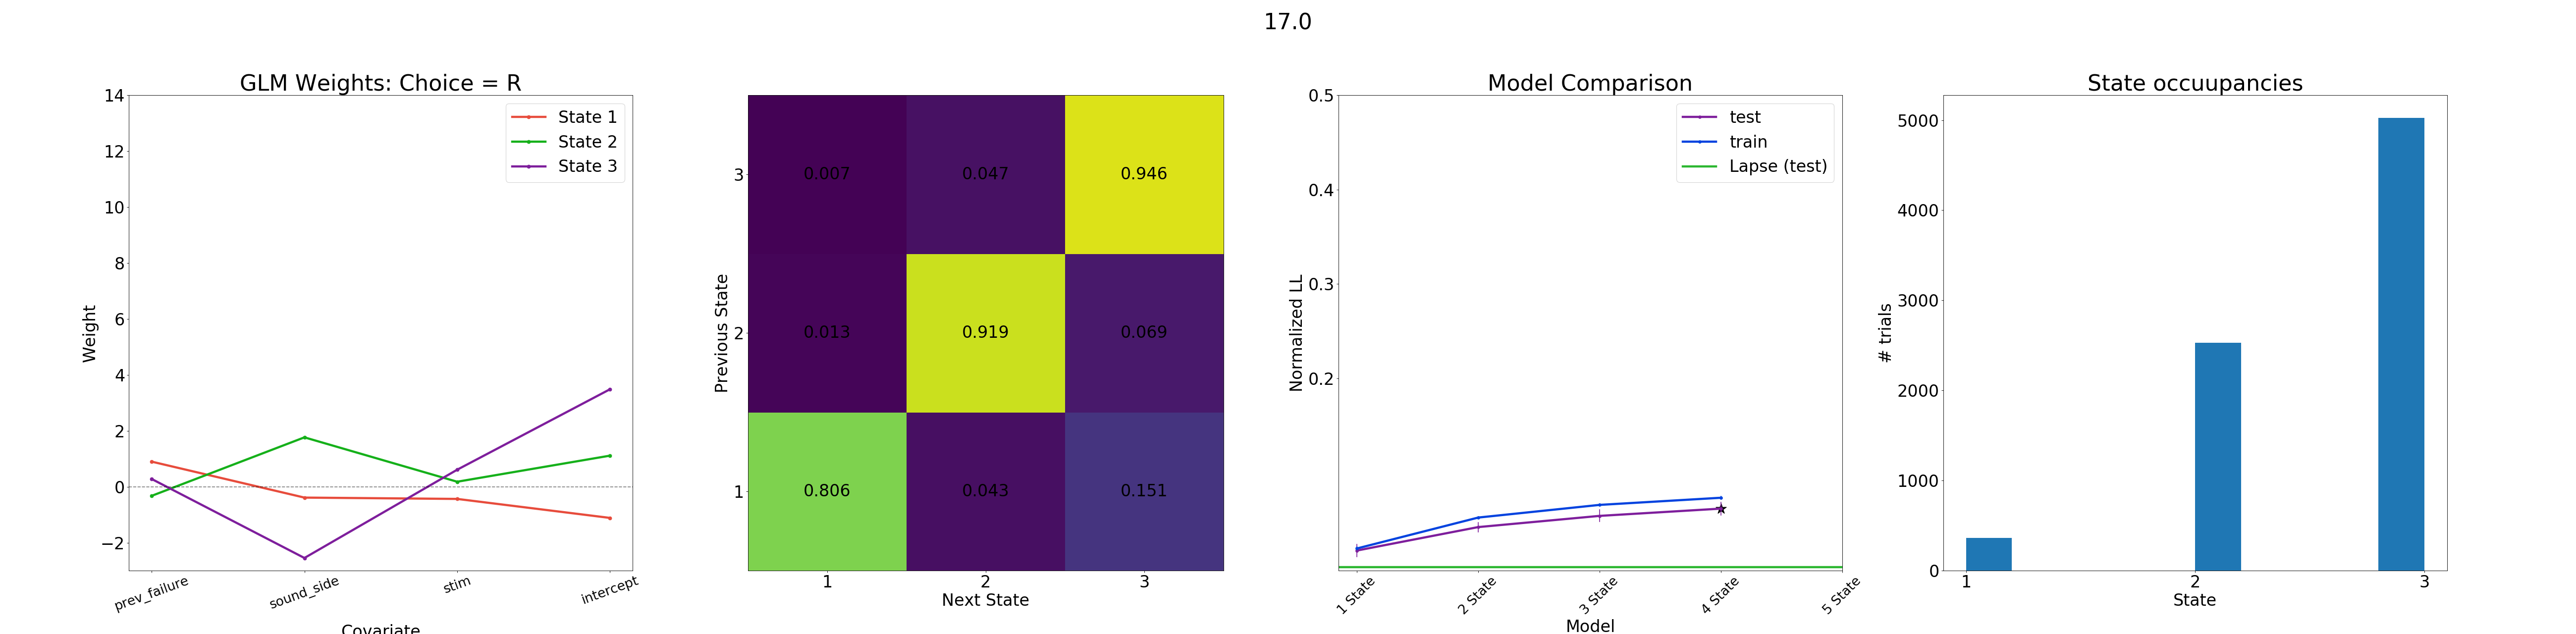 17.0
GLM Weights: Choice = R
14
12
10
8
6
4
2
0
−2
Weight
State 1
State 2
State 3
prev_failure
sound_side
stim
intercept
Covariate
Previous State
3
2
1
0.007 0.047 0.946
0.013 0.919 0.069
0.806 0.043 0.151
1 2 3
Next State
Model Comparison
0.5
0.4
0.3
0.2
Normalized LL
test
train
Lapse (test)
1 State
2 State
3 State
4 State
5 State
Model
State occuupancies
5000
4000
3000
2000
1000
0
# trials
1 2 3
State